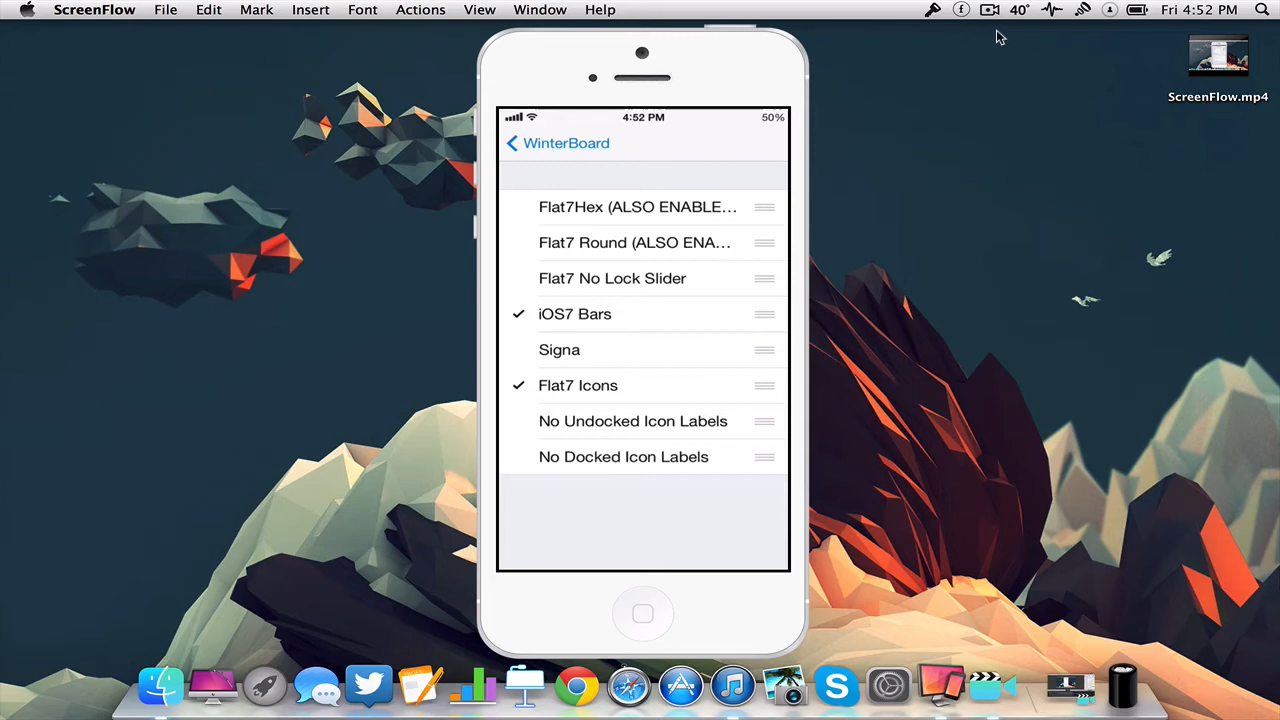 ScreenFlow File Edit Mark Insert Font Actions View Window Help 40° Fri 4:52 PM
ScreenFlow.mp4
4:52 PM 50%
WinterBoard
Flat7Hex (ALSO ENABLE...
Flat7 Round (ALSO ENA...
Flat7 No Lock Slider
iOS7 Bars
Signa
Flat7 Icons
No Undocked Icon Labels
No Docked Icon Labels